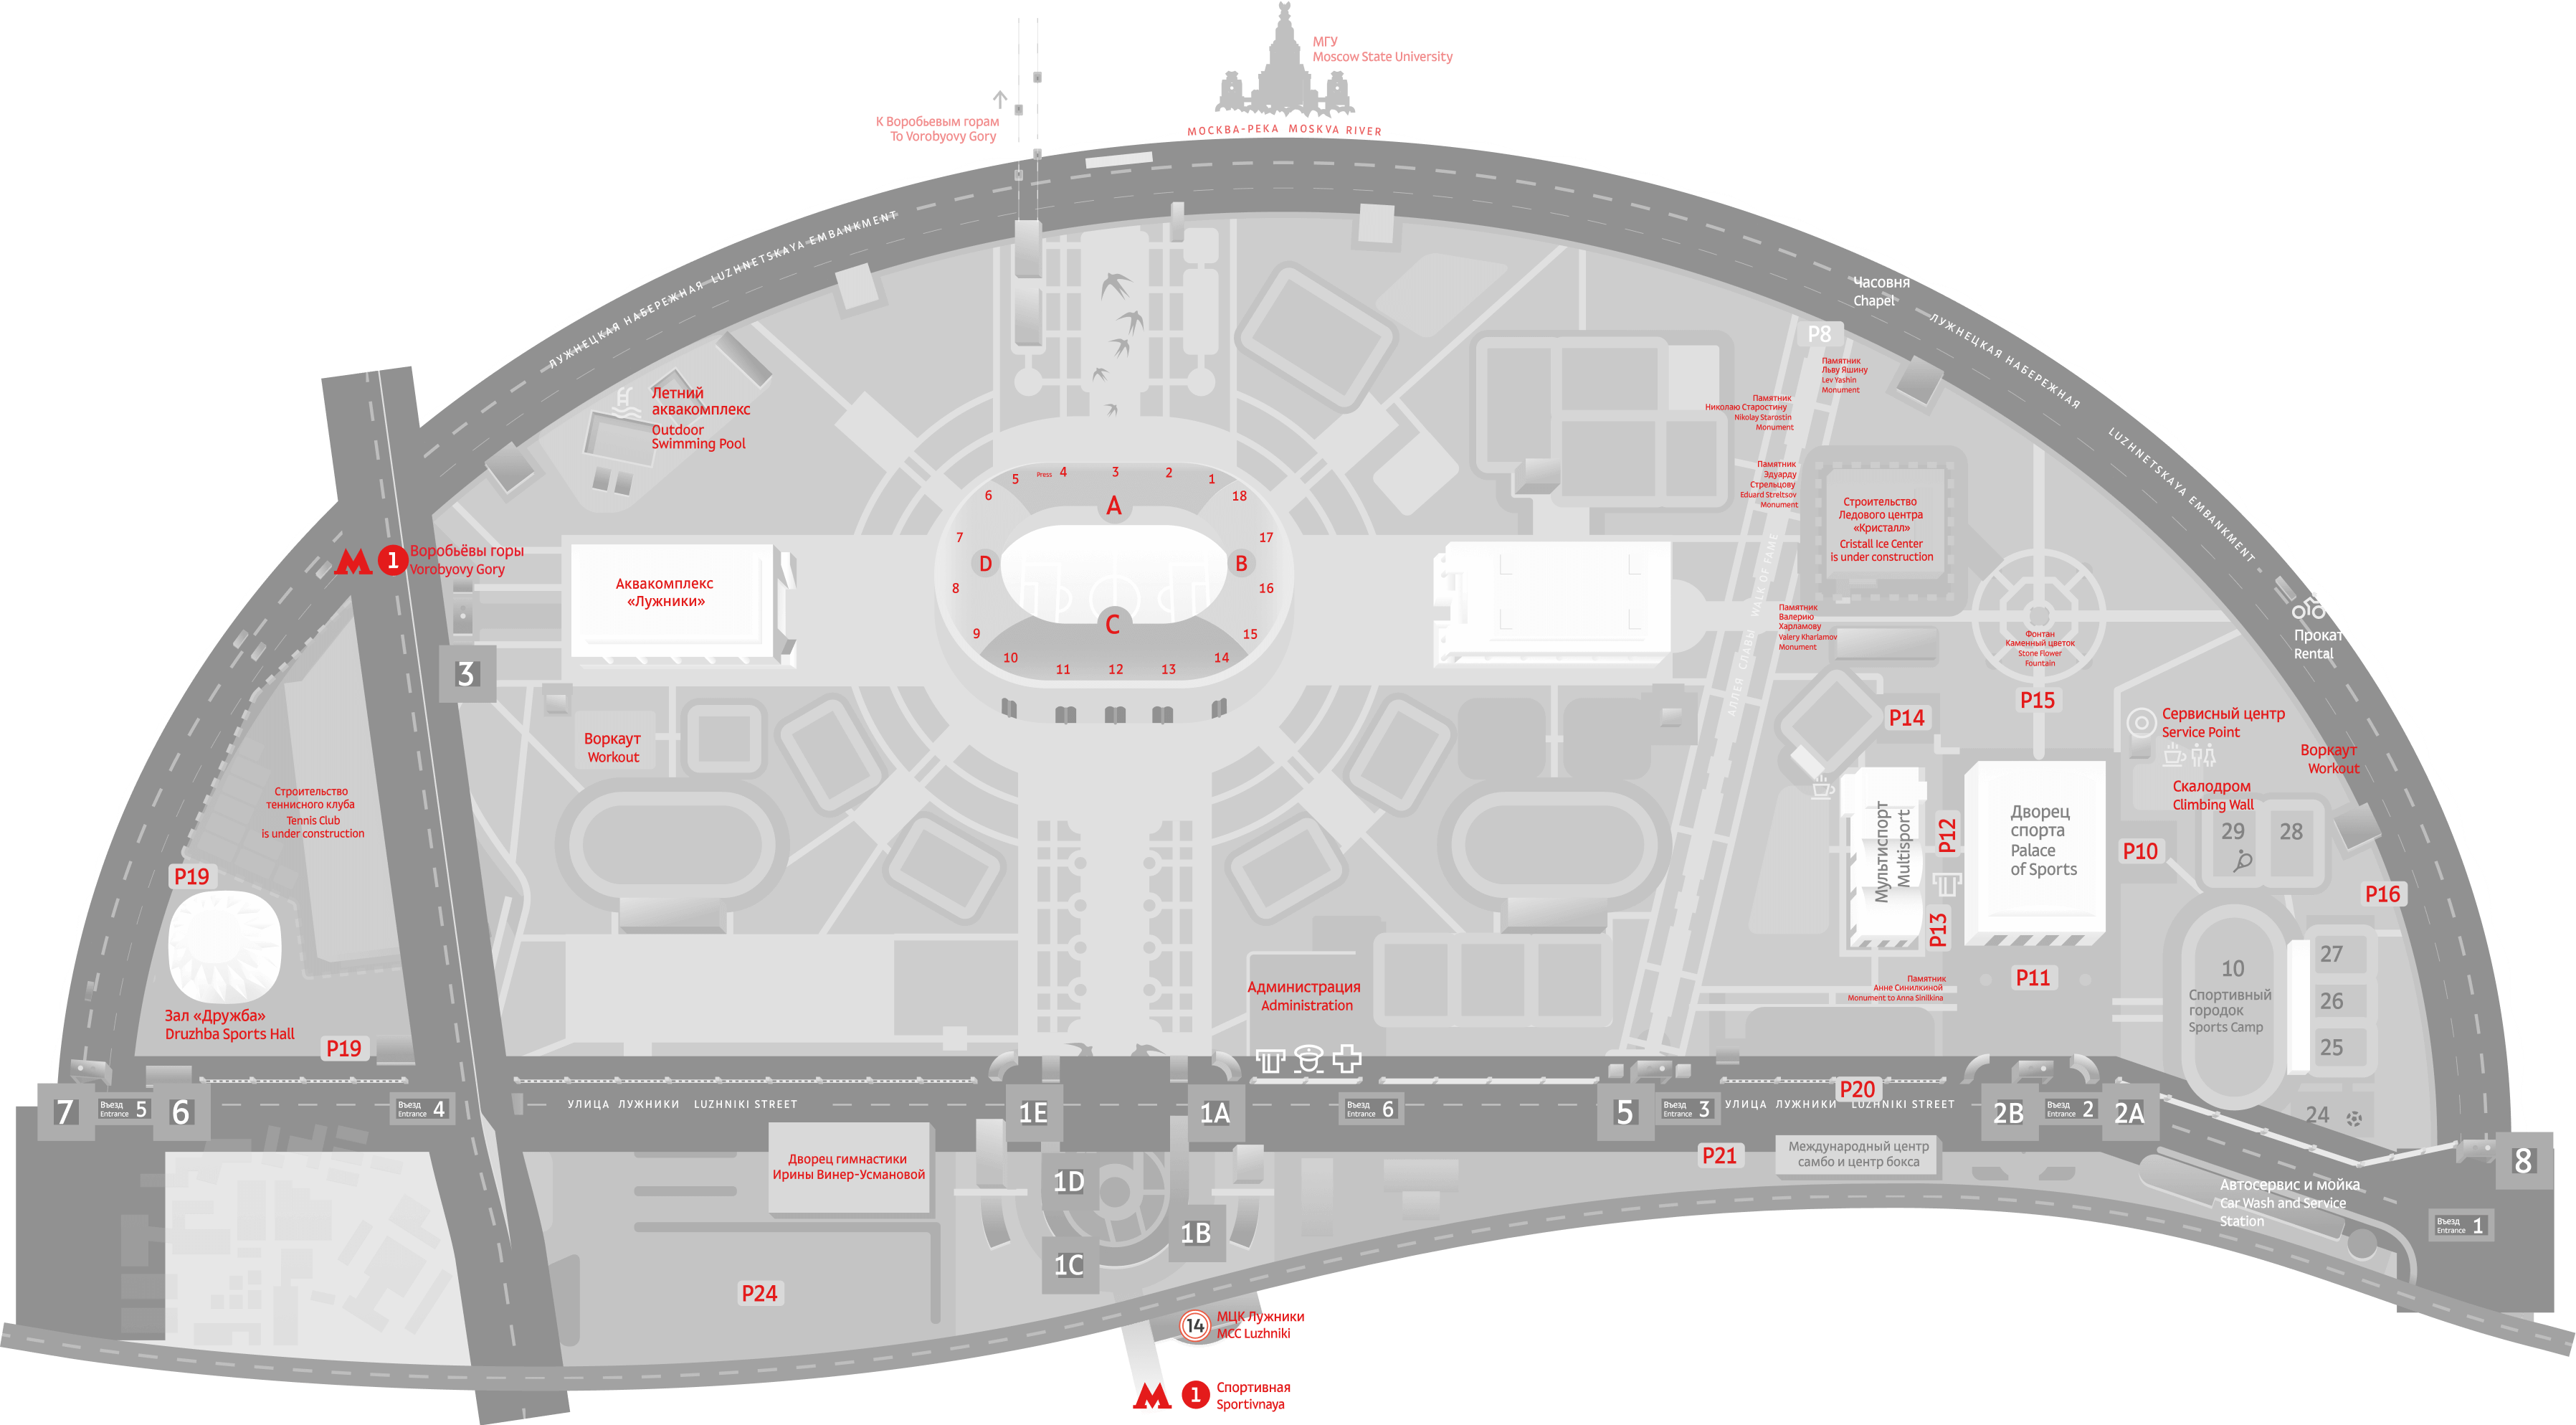 МГУ
Moscow State University
К Воробьевым горам
To Vorobyovy Gory
МОСКВА-РЕКА MOSKVA RIVER
ЛУЖНЕЦКАЯ НАБЕРЕЖНАЯ LUZHNETSKAYA EMBANKMENT
Часовня
Chapel
ЛУЖНЕЦКАЯ НАБЕРЕЖНАЯ
LUZHNETSKAYA EMBANKMENT
P8
Памятник
Льву Яшину
Lev Yashin
Monument
Памятник
Николаю Старостину
Nikolay Starostin
Monument
Летний
аквакомплекс
Outdoor
Swimming Pool
Памятник
Эдуарду
Стрельцову
Eduard Streltsov
Monument
Строительство
Ледового центра
«Кристалл»
Cristall Ice Center
is under construction
5
Press
4
3
2
1
6
A
18
7
17
D
B
8
16
C
9
15
10
14
11
12
13
1
Воробьёвы горы
Vorobyovy Gory
Аквакомплекс
«Лужники»
АЛЛЕЯ СЛАВЫ WALK OF FAME
Памятник
Валерию
Харламову
Valery Kharlamov
Monument
Фонтан
Каменный цветок
Stone Flower
Fountain
Прокат
Rental
3
P15
P14
Сервисный центр
Service Point
Воркаут
Workout
Воркаут
Workout
Скалодром
Climbing Wall
Строительство
теннисного клуба
Tennis Club
is under construction
Мультиспорт
Multisport
P12
Дворец
спорта
Palace
of Sports
P10
29
28
P19
P16
P13
27
Зал «Дружба»
Druzhba Sports Hall
P19
Администрация
Administration
Памятник
Анне Синилкиной
Monument to Anna Sinilkina
P11
10
Спортивный
городок
Sports Camp
26
25
24
7
Въезд
Entrance
5
6
Въезд
Entrance
4
УЛИЦА ЛУЖНИКИ LUZHNIKI STREET
1E
1A
Въезд
Entrance
6
5
Въезд
Entrance
3
P20
УЛИЦА ЛУЖНИКИ LUZHNIKI STREET
2B
Въезд
Entrance
2
2A
8
Дворец гимнастики
Ирины Винер-Усмановой
1D
P21
Международный центр
самбо и центр бокса
Автосервис и мойка
Car Wash and Service
Station
1B
Въезд
Entrance
1
1C
P24
14
МЦК Лужники
MCC Luzhniki
1
Спортивная
Sportivnaya